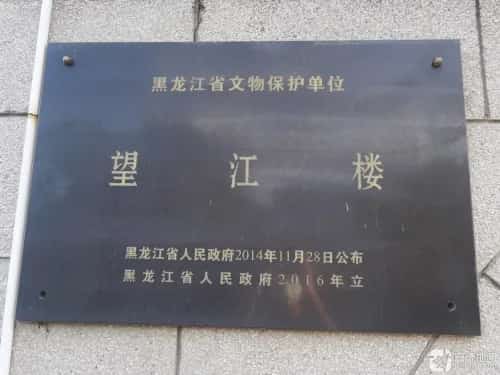 黑龙江省文物保护单位
望江楼
黑龙江省人民政府2014年11月28日公布
黑龙江省人民政府2016年立